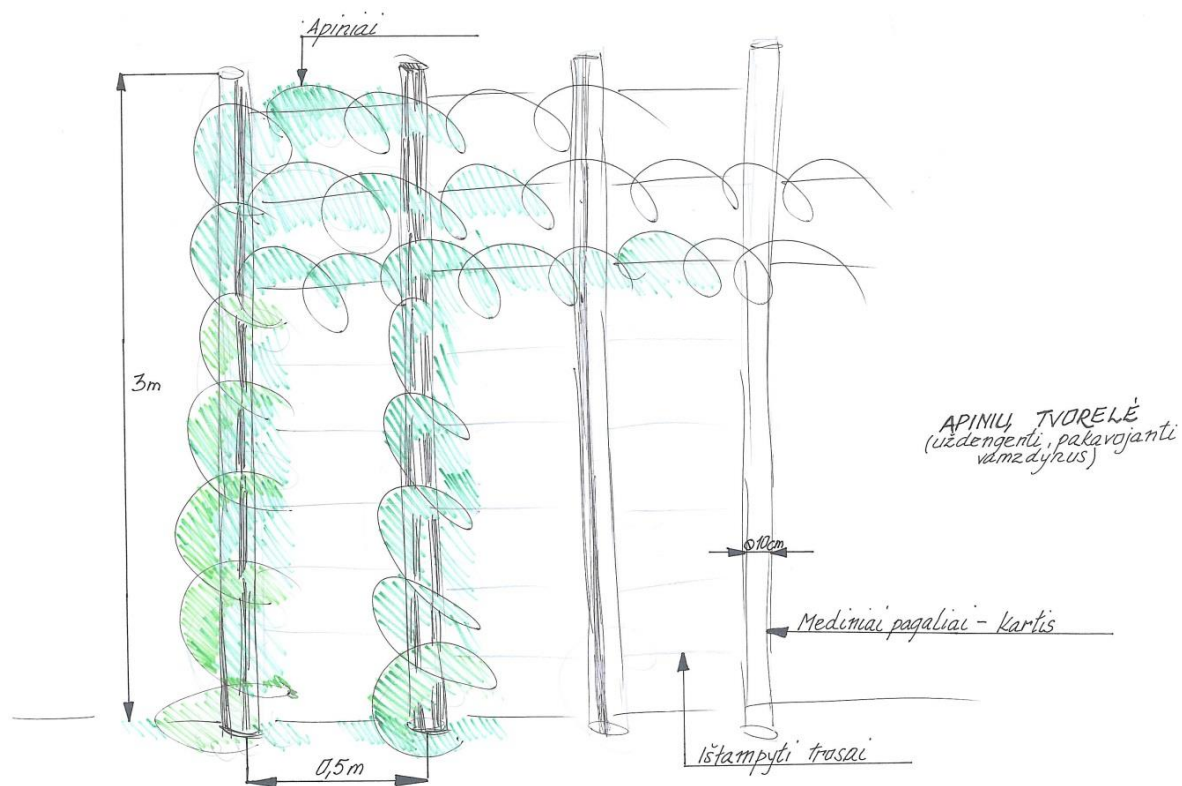 Apiniai
3m
APINIŲ TVORELĖ
(uždengenti, pakavojanti
vamzdynus)
⌀10cm
Mediniai pagaliai - Kartis
Ištampyti trosai
0,5m